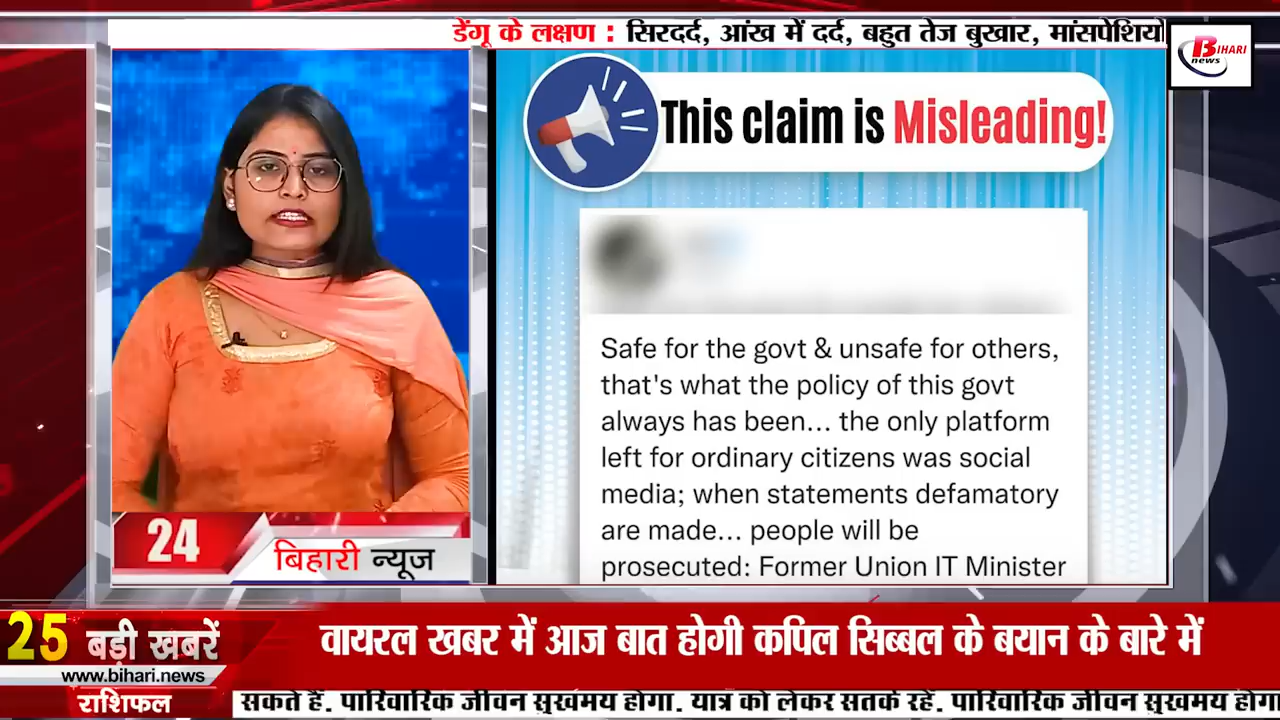 डेंगू के लक्षण : सिरदर्द, आंख में दर्द, बहुत तेज बुखार, मांसपेशियो
BIHARI
news
This claim is Misleading!
Safe for the govt & unsafe for others,
that's what the policy of this govt
always has been... the only platform
left for ordinary citizens was social
media; when statements defamatory
are made... people will be
prosecuted: Former Union IT Minister
24
बिहारी न्यूज
25 बड़ी खबरें
www.bihari.news
वायरल खबर में आज बात होगी कपिल सिब्बल के बयान के बारे में
राशिफल
सकते हैं. पारिवारिक जीवन सुखमय होगा. यात्र को लेकर सतर्क रहें. पारिवारिक जीवन सुखमय होगा